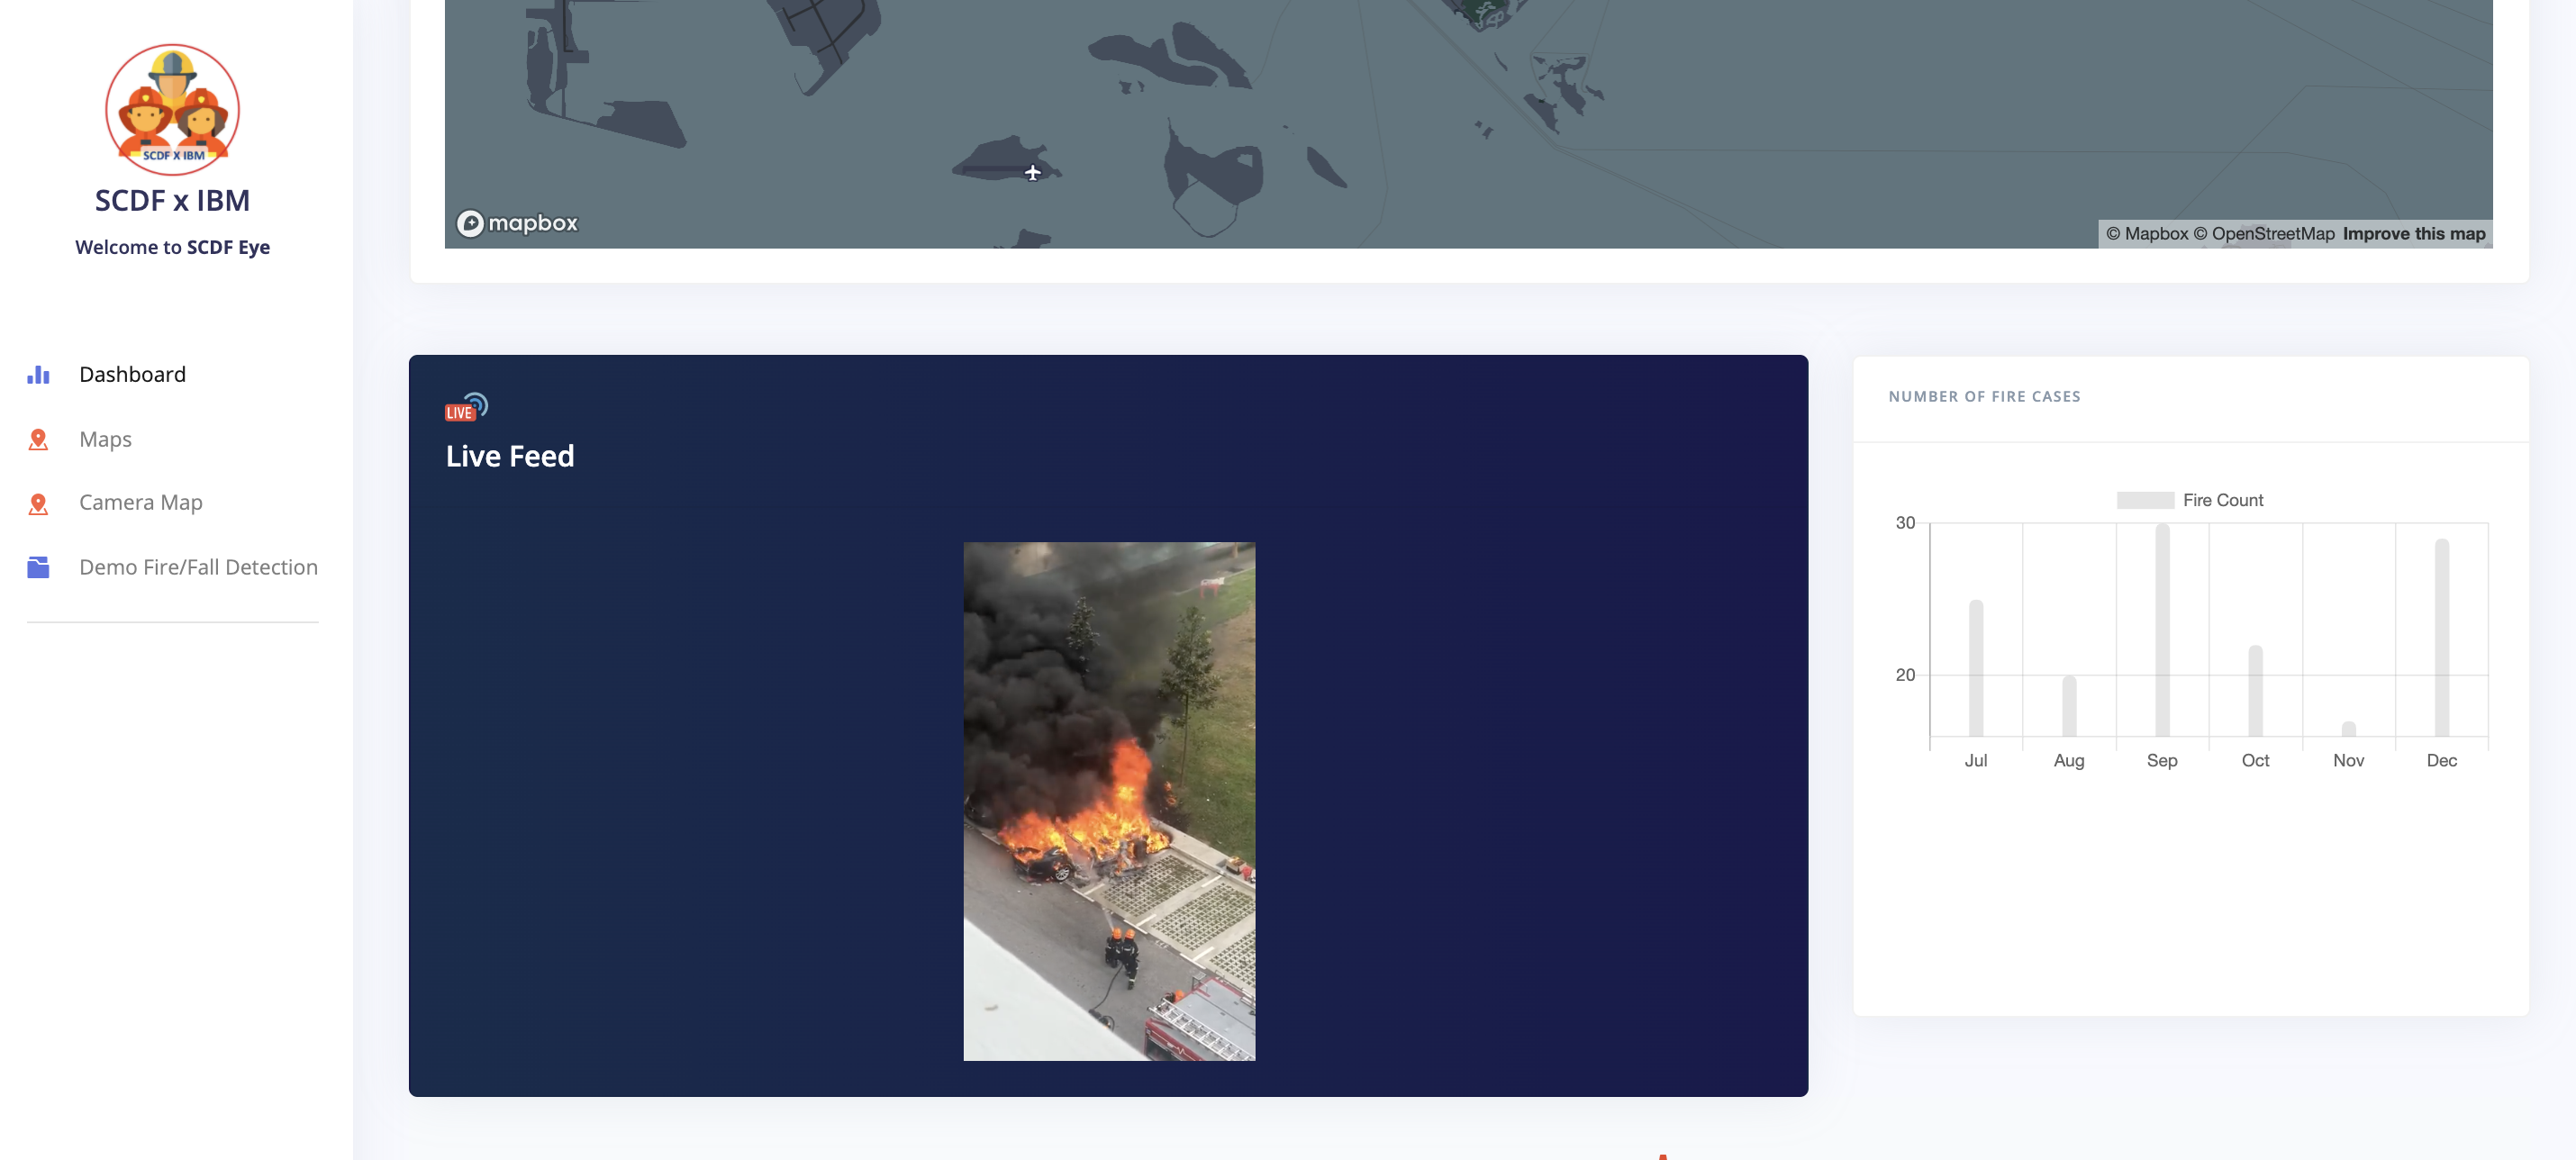 SCDF X IBM
SCDF x IBM
Welcome to SCDF Eye
Dashboard
Maps
Camera Map
Demo Fire/Fall Detection
mapbox
© Mapbox © OpenStreetMap Improve this map
LIVE
Live Feed
NUMBER OF FIRE CASES
Fire Count
30
20
Jul Aug Sep Oct Nov Dec